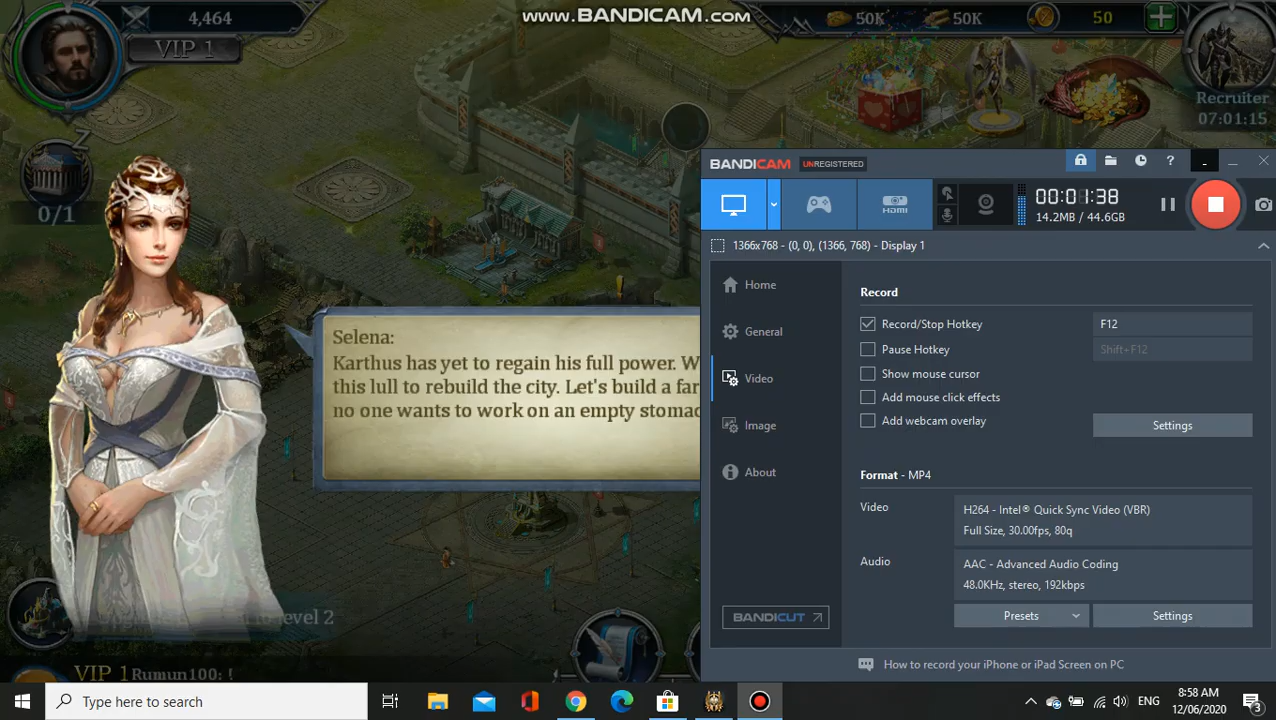 www.BANDICAM.com
4,464
VIP 1
50K
50K
50
Recruiter
07:01:15
0/1
Selena:
Karthus has yet to regain his full power. W
this lull to rebuild the city. Let's build a far
no one wants to work on an empty stomac
to level 2
VIP 1 Rumun100: !
BANDICAM UNREGISTERED
?
HDMI
00:01:38
14.2MB / 44.6GB
1366x768 - (0, 0), (1366, 768) - Display 1
Home
General
Video
Image
About
BANDICUT
Record
Record/Stop Hotkey
F12
Pause Hotkey
Shift+F12
Show mouse cursor
Add mouse click effects
Add webcam overlay
Settings
Format - MP4
Video
H264 - Intel® Quick Sync Video (VBR)
Full Size, 30.00fps, 80q
Audio
AAC - Advanced Audio Coding
48.0KHz, stereo, 192kbps
Presets
Settings
How to record your iPhone or iPad Screen on PC
Type here to search
ENG
8:58 AM
12/06/2020
3